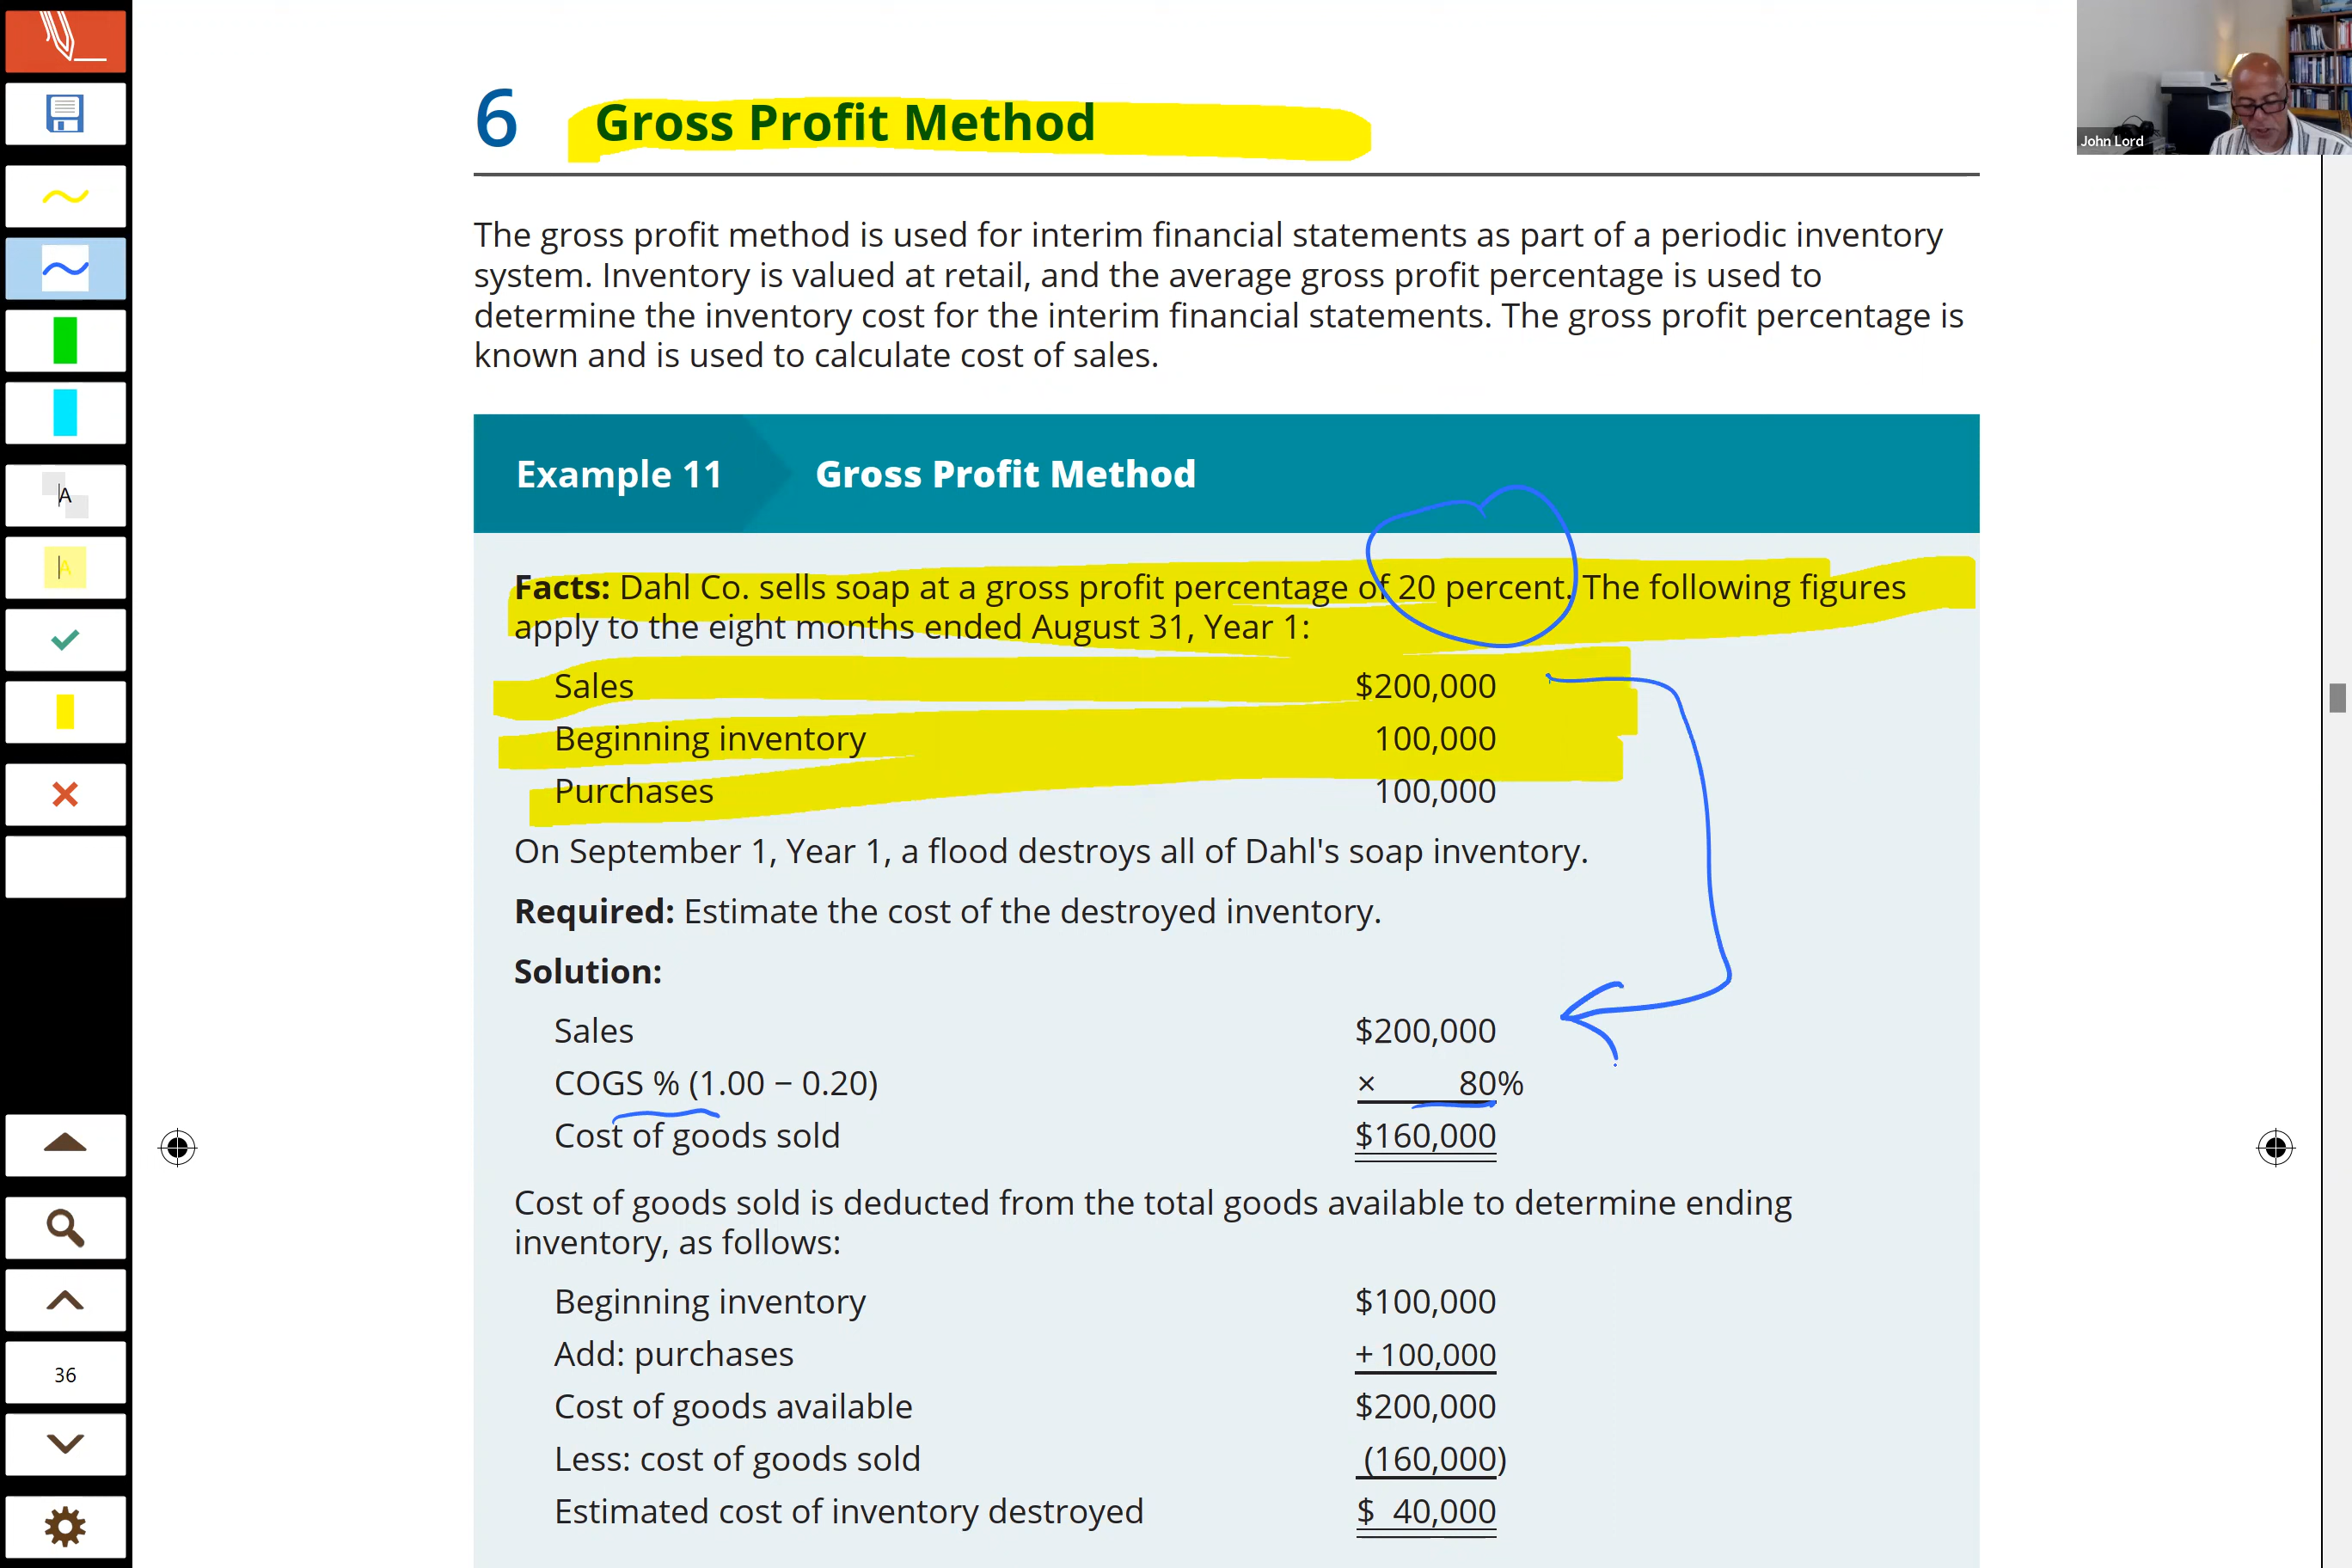 6 Gross Profit Method
John Lord
The gross profit method is used for interim financial statements as part of a periodic inventory
system. Inventory is valued at retail, and the average gross profit percentage is used to
determine the inventory cost for the interim financial statements. The gross profit percentage is
known and is used to calculate cost of sales.
Example 11 Gross Profit Method
Facts: Dahl Co. sells soap at a gross profit percentage of 20 percent. The following figures
apply to the eight months ended August 31, Year 1:
Sales $200,000
Beginning inventory 100,000
Purchases 100,000
On September 1, Year 1, a flood destroys all of Dahl's soap inventory.
Required: Estimate the cost of the destroyed inventory.
Solution:
Sales $200,000
COGS % (1.00 − 0.20) × 80%
Cost of goods sold $160,000
Cost of goods sold is deducted from the total goods available to determine ending
inventory, as follows:
Beginning inventory $100,000
Add: purchases + 100,000
Cost of goods available $200,000
Less: cost of goods sold (160,000)
Estimated cost of inventory destroyed $ 40,000
A
A
36